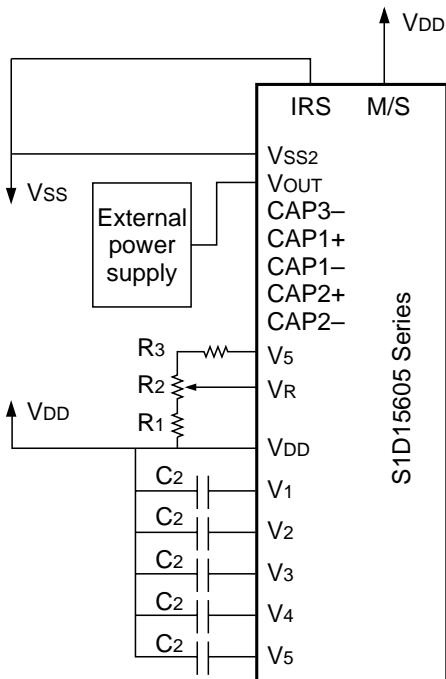 VDD
IRS M/S
VSS2
VSS
VOUT
External
power
supply
CAP3–
CAP1+
CAP1–
CAP2+
CAP2–
S1D15605 Series
R3
V5
R2
VR
VDD
R1
VDD
C2
V1
C2
V2
C2
V3
C2
V4
C2
V5